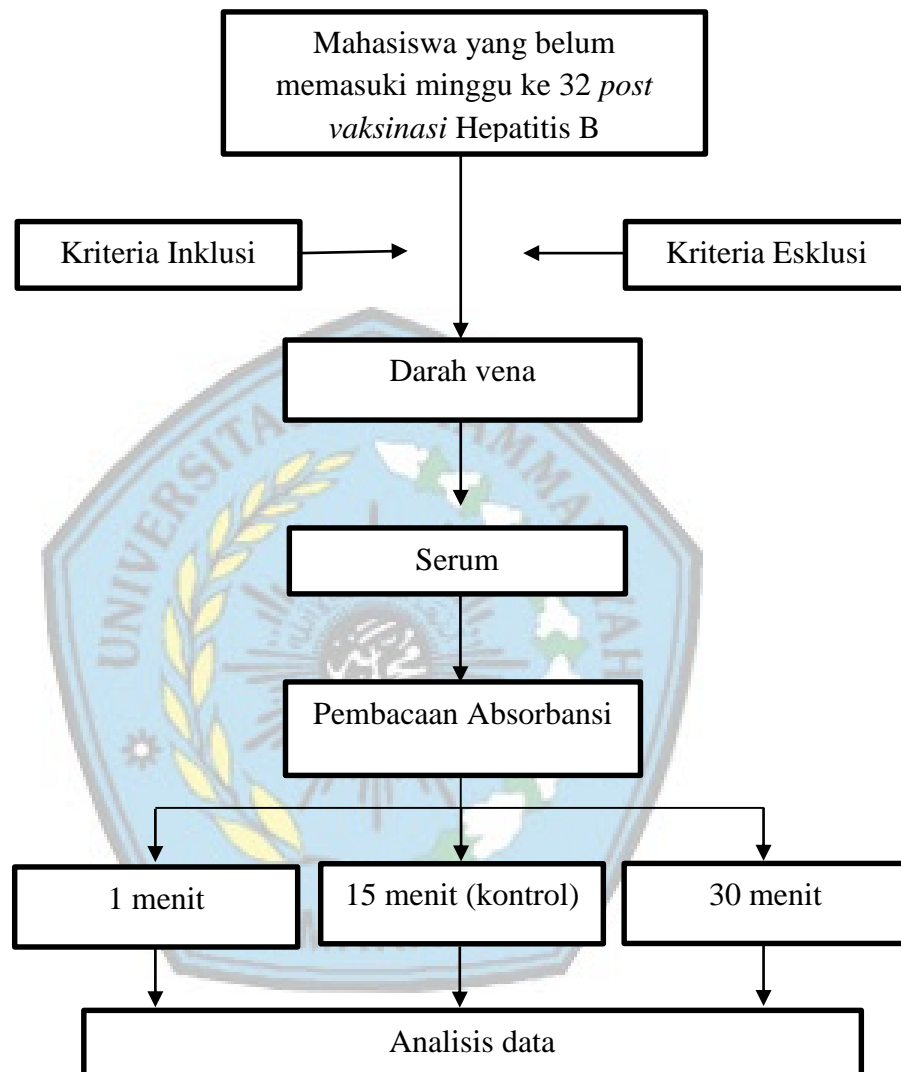 Mahasiswa yang belum
memasuki minggu ke 32 post
vaksinasi Hepatitis B
Kriteria Inklusi
Kriteria Esklusi
Darah vena
Serum
Pembacaan Absorbansi
1 menit
15 menit (kontrol)
30 menit
Analisis data